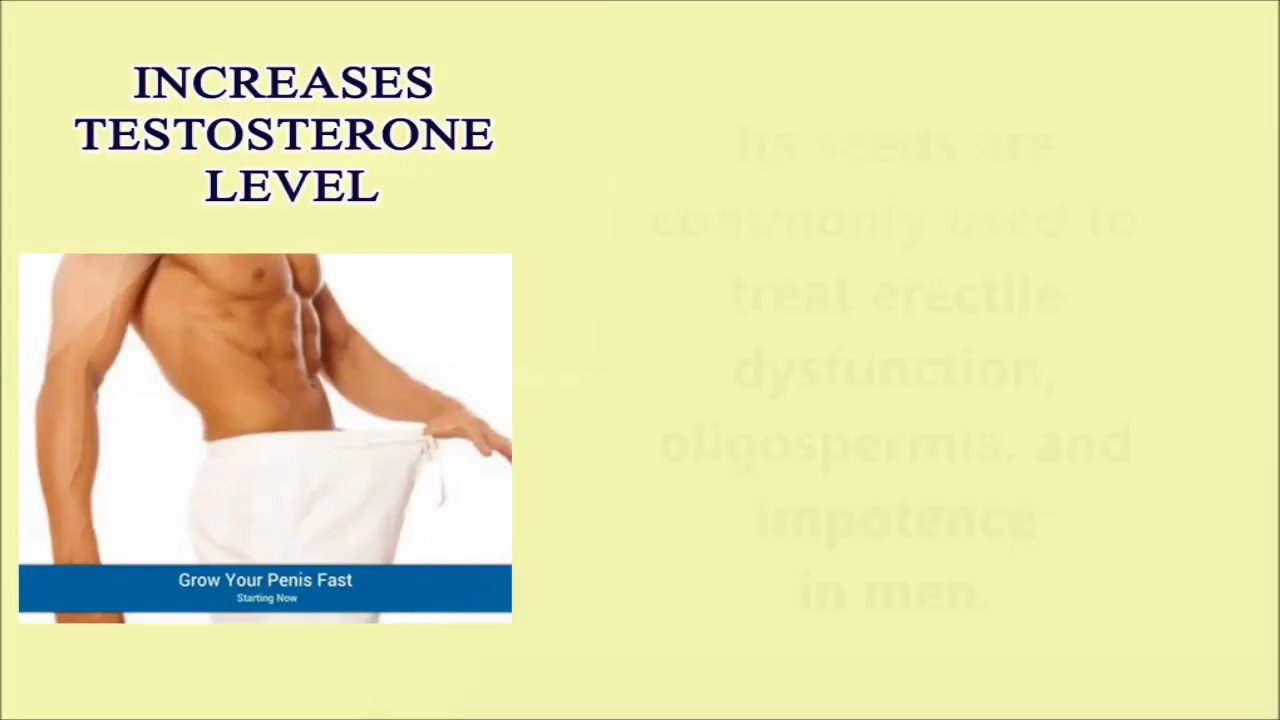 INCREASES
TESTOSTERONE
LEVEL
Grow Your Penis Fast
Starting Now
Its seeds are
commonly used to
treat erectile
dysfunction,
oligospermia, and
impotence
in men.